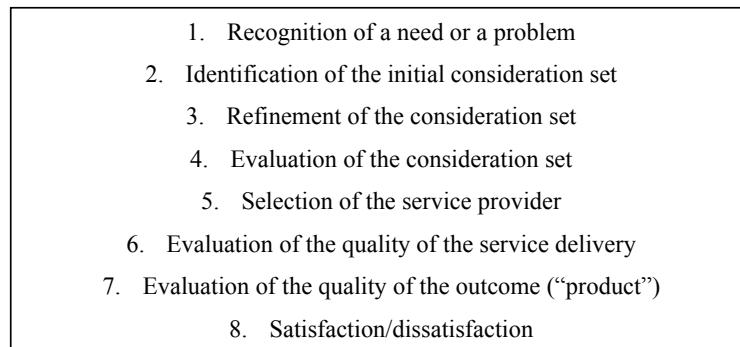 1. Recognition of a need or a problem
2. Identification of the initial consideration set
3. Refinement of the consideration set
4. Evaluation of the consideration set
5. Selection of the service provider
6. Evaluation of the quality of the service delivery
7. Evaluation of the quality of the outcome (“product”)
8. Satisfaction/dissatisfaction